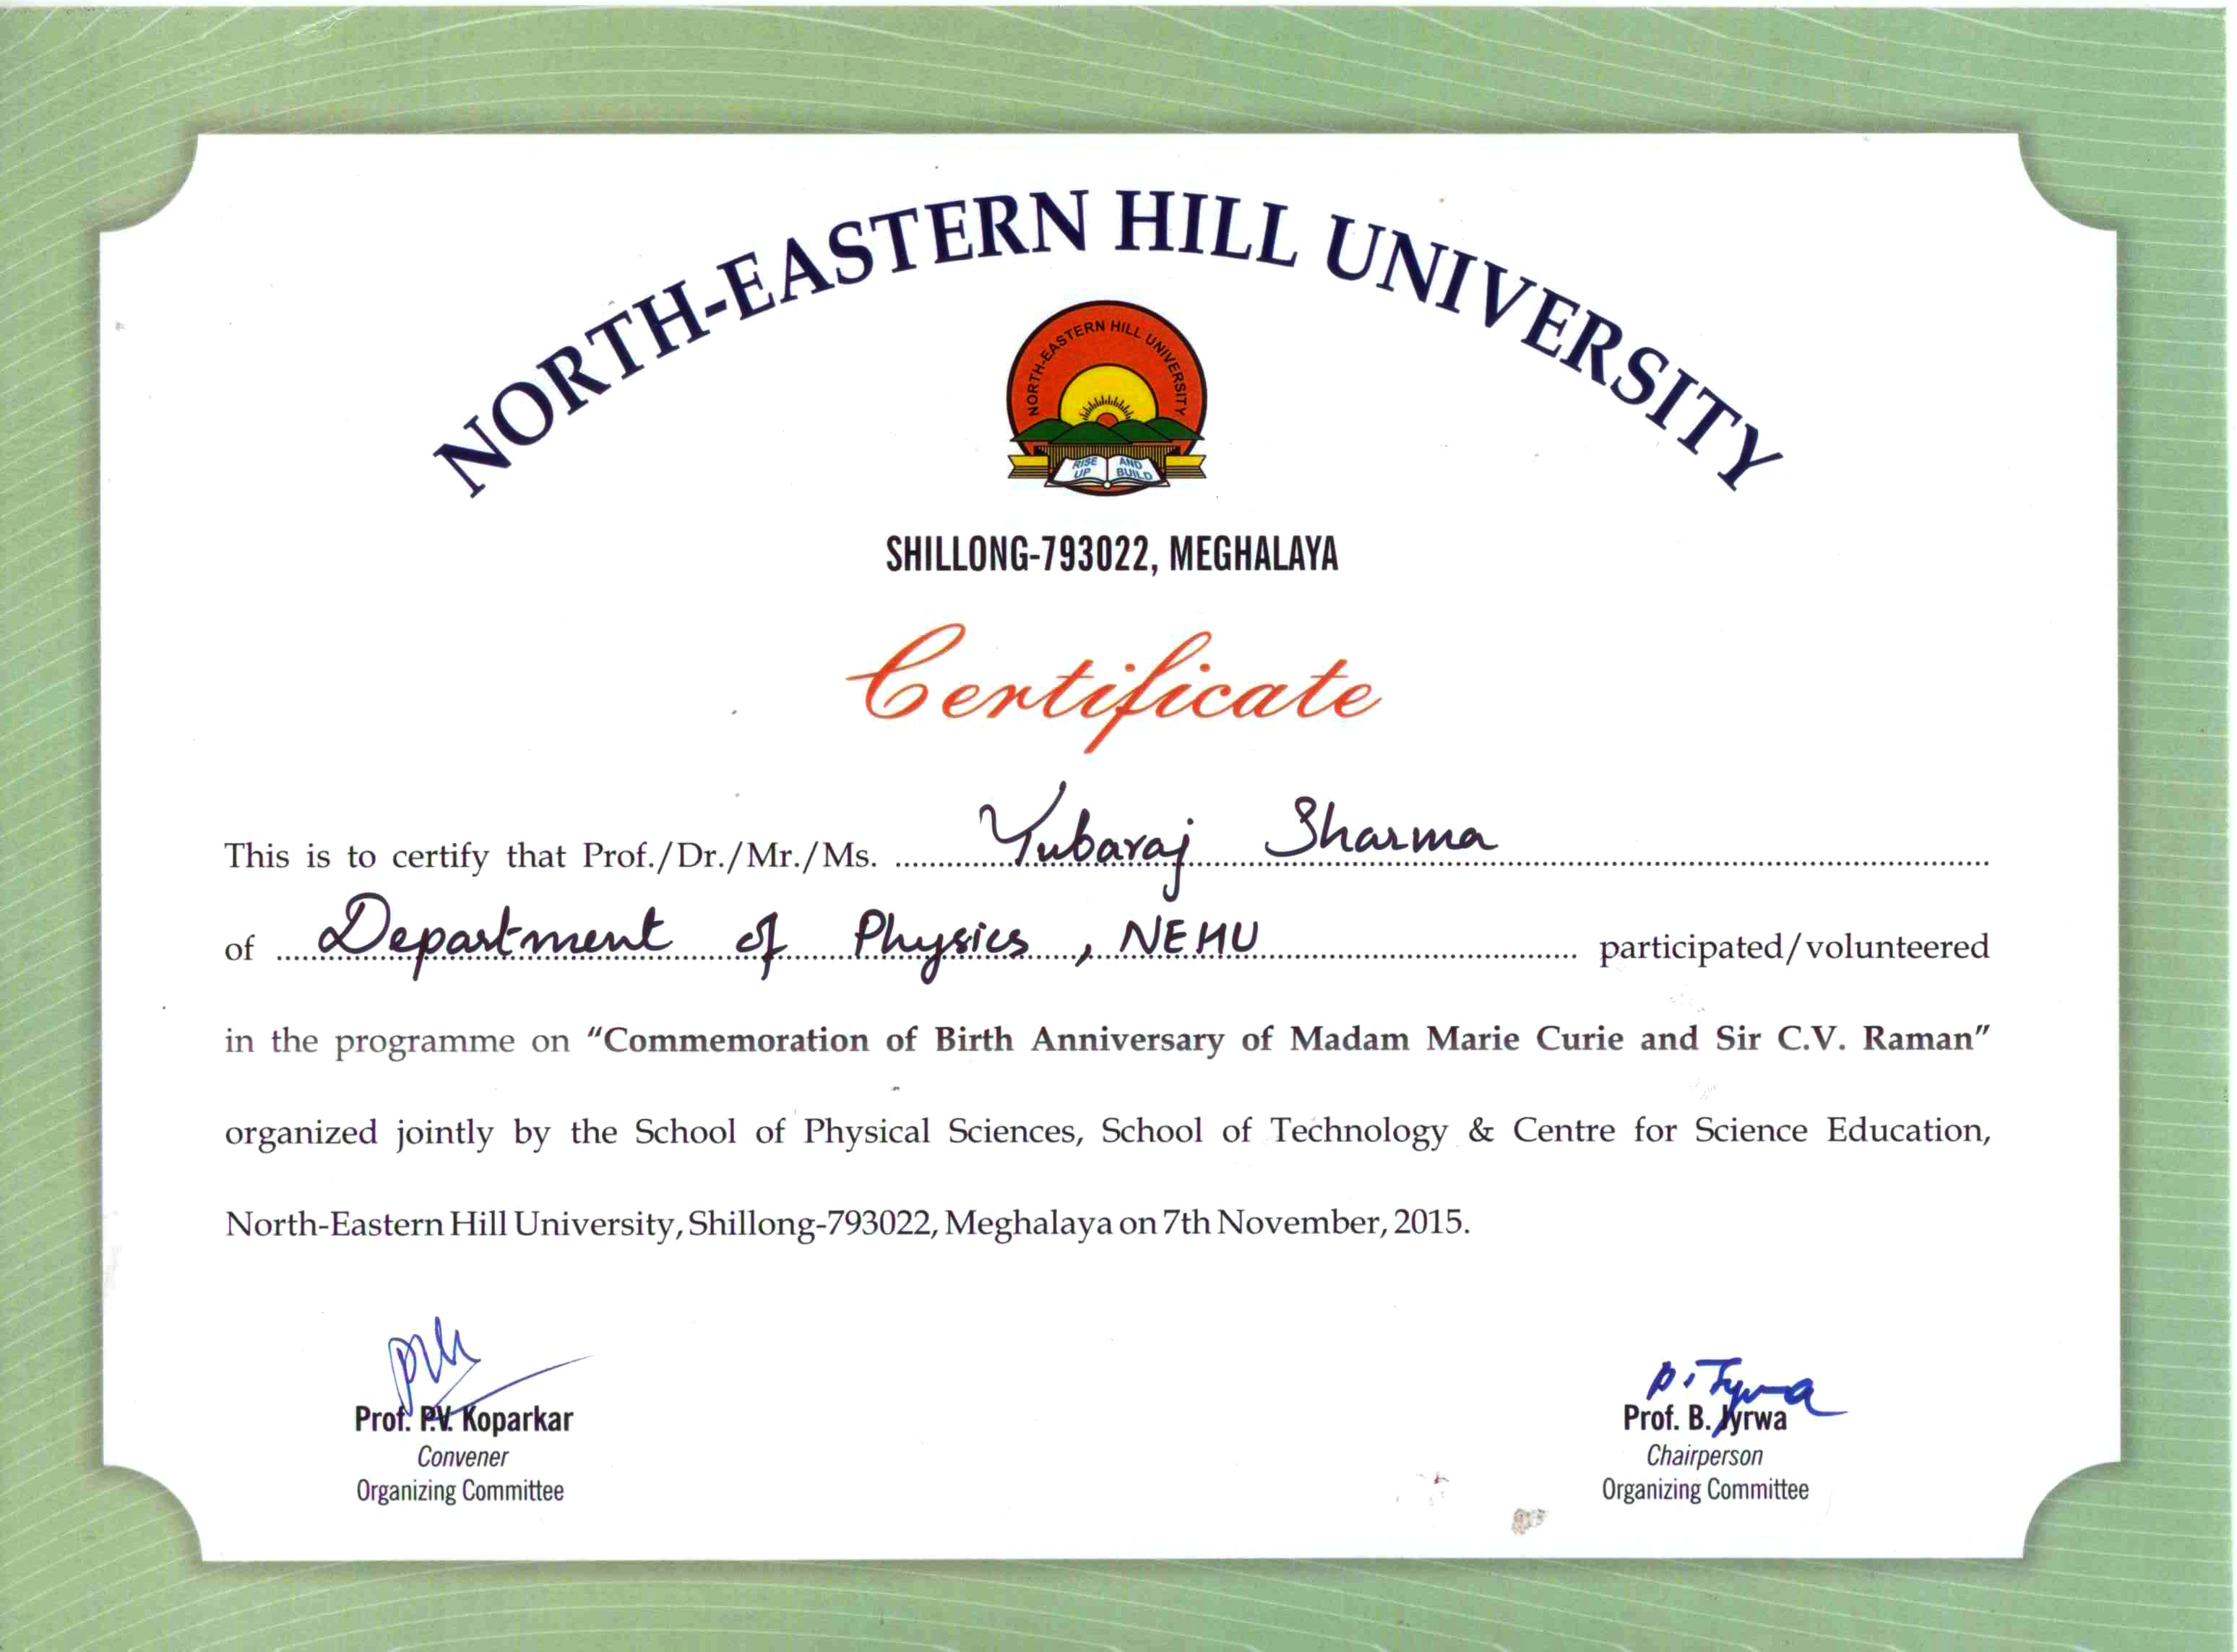 NORTH-EASTERN HILL UNIVERSITY
NORTH-EASTERN HILL UNIVERSITY
RISE UP AND BUILD
SHILLONG-793022, MEGHALAYA
Certificate
This is to certify that Prof./Dr./Mr./Ms. Yubaraj Sharma
of Department of Physics, NEHU participated/volunteered
in the programme on “Commemoration of Birth Anniversary of Madam Marie Curie and Sir C.V. Raman”
organized jointly by the School of Physical Sciences, School of Technology & Centre for Science Education,
North-Eastern Hill University, Shillong-793022, Meghalaya on 7th November, 2015.
Prof. P.V. Koparkar
Convener
Organizing Committee
Prof. B. Jyrwa
Chairperson
Organizing Committee